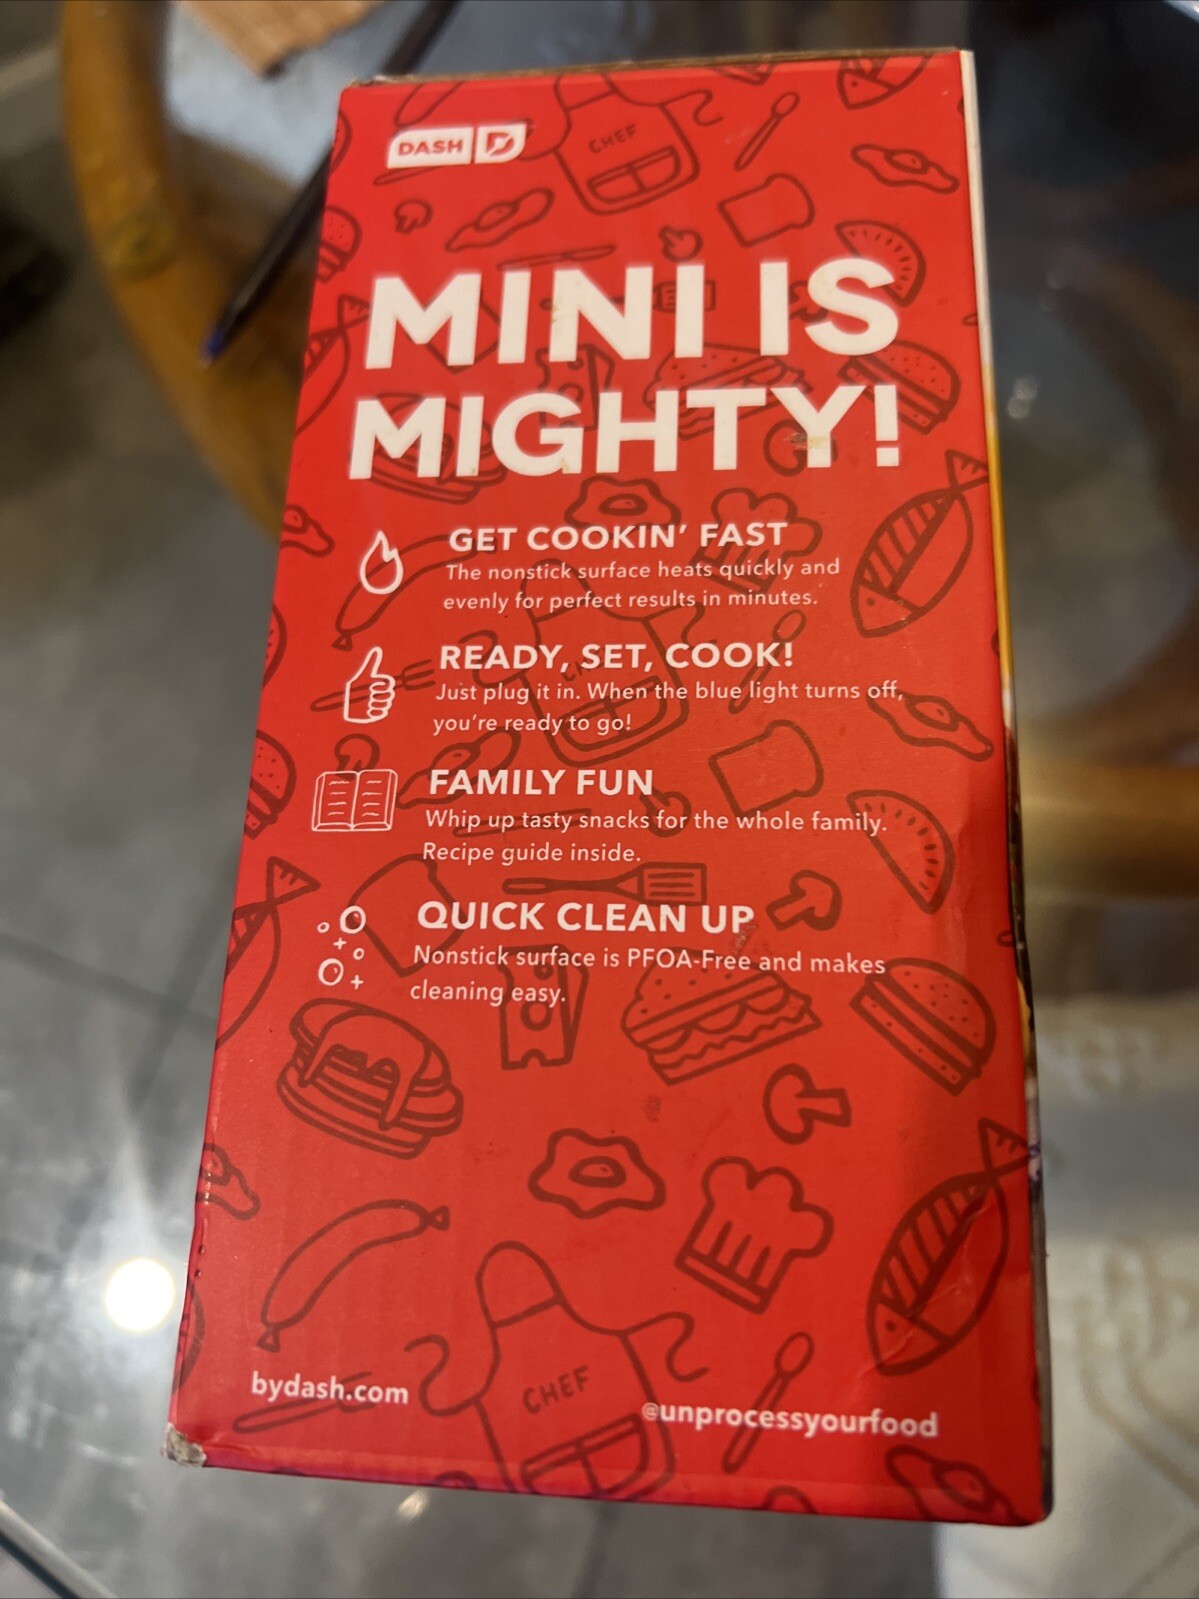 DASH
CHEF
MINI IS
MIGHTY!
GET COOKIN' FAST
The nonstick surface heats quickly and
evenly for perfect results in minutes.
READY, SET, COOK!
Just plug it in. When the blue light turns off,
you're ready to go!
FAMILY FUN
Whip up tasty snacks for the whole family.
Recipe guide inside.
QUICK CLEAN UP
Nonstick surface is PFOA-Free and makes
cleaning easy.
CHEF
bydash.com
@unprocessyourfood